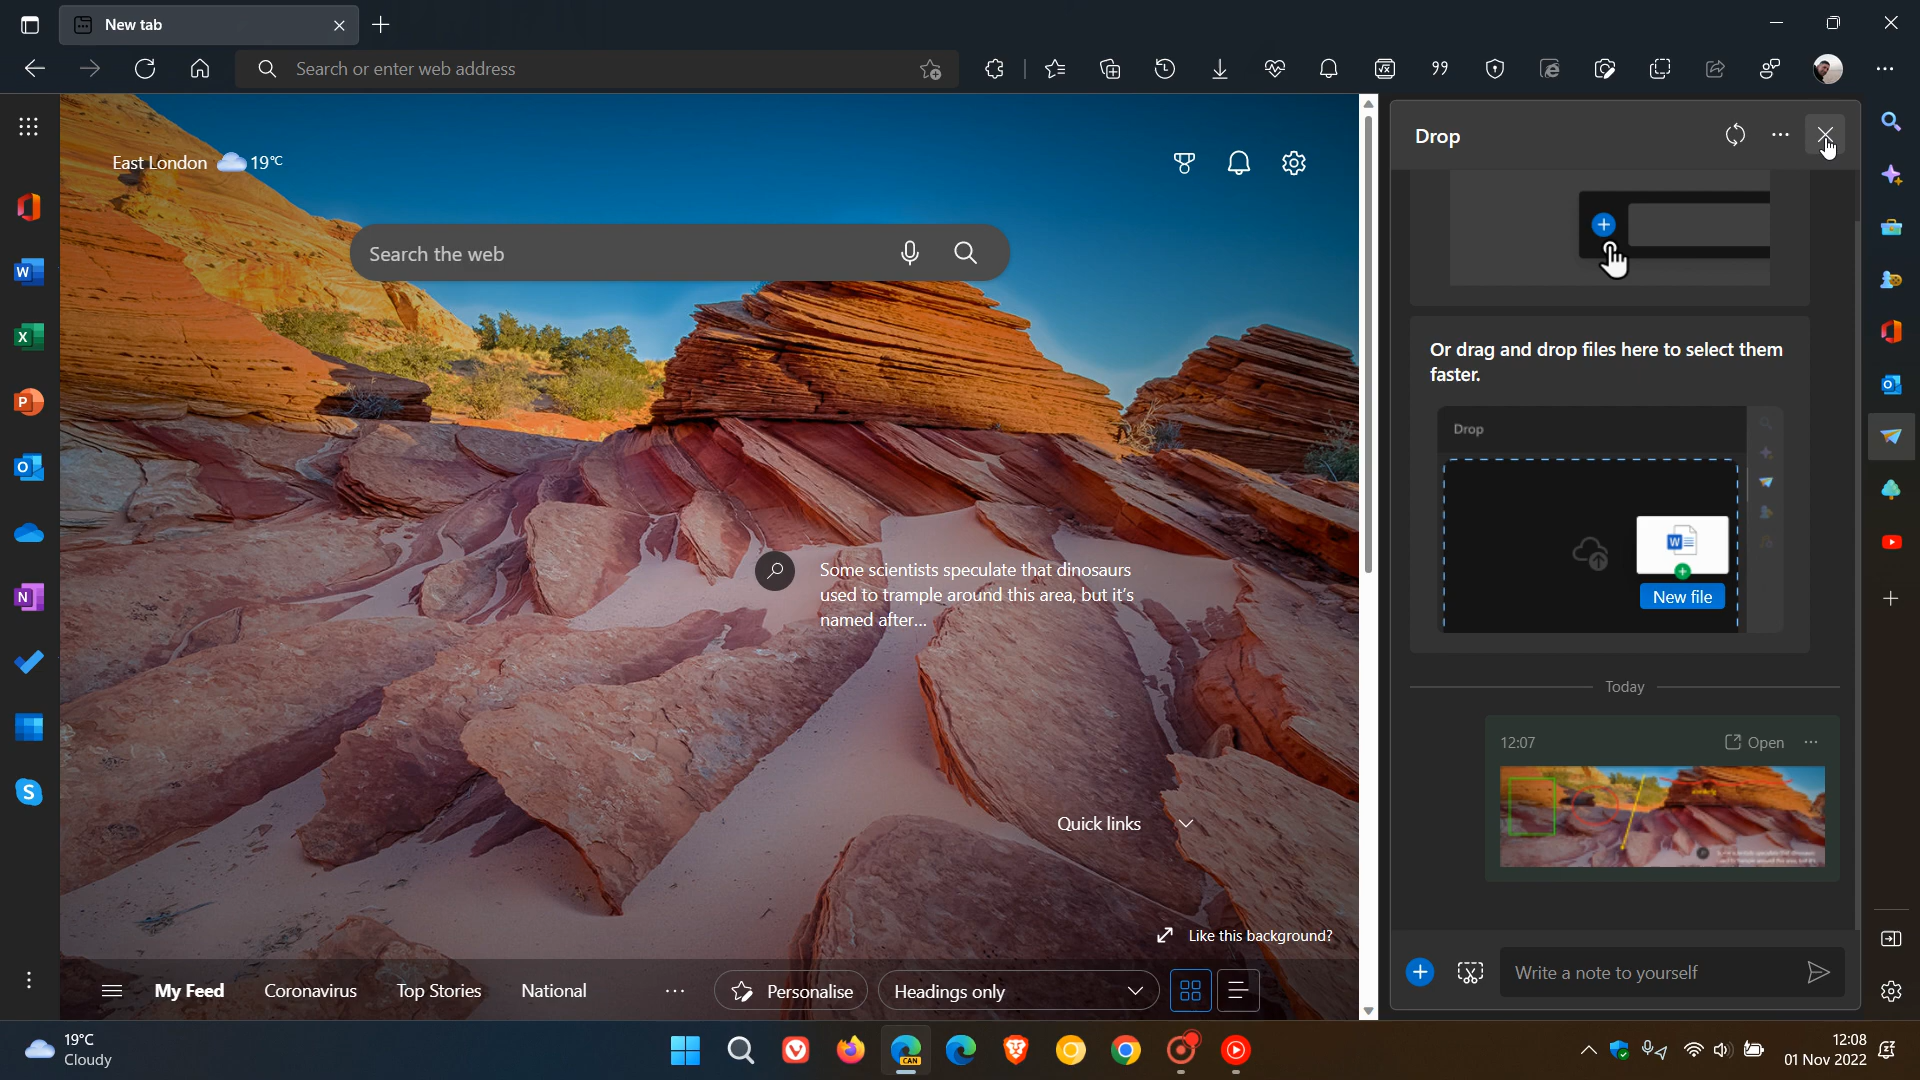 New tab
Search or enter web address
East London 19°C
Search the web
Some scientists speculate that dinosaurs
used to trample around this area, but it's
named after...
Quick links
Like this background?
My Feed
Coronavirus
Top Stories
National
Personalise
Headings only
Drop
Or drag and drop files here to select them
faster.
Drop
New file
Today
12:07
Open
Write a note to yourself
19°C
Cloudy
CAN
12:08
01 Nov 2022